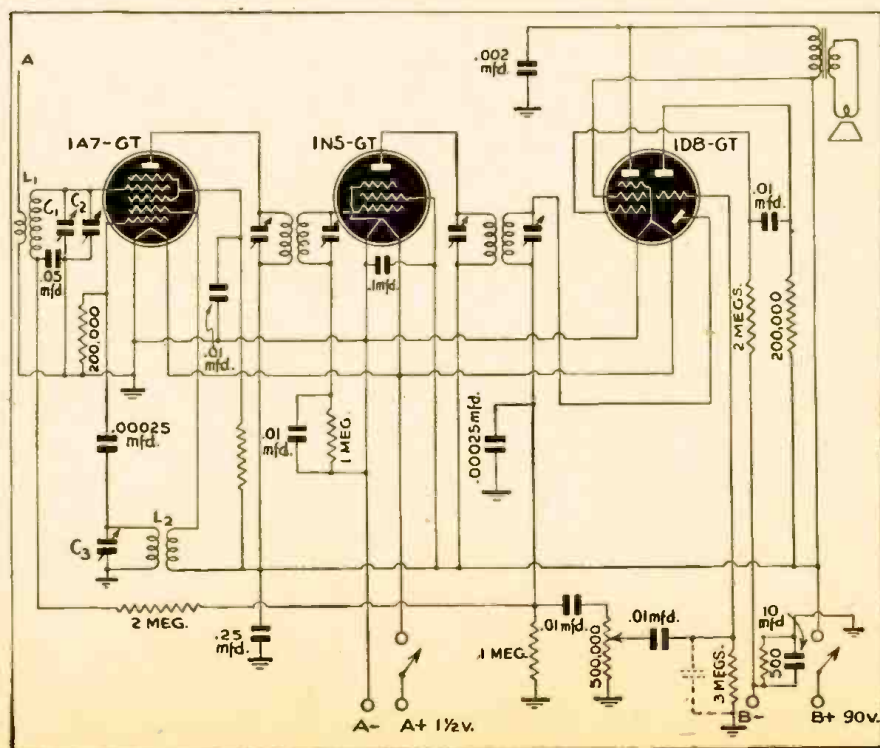 .002
mfd.
A
1A7-GT
1N5-GT
1D8-GT
L1
C1
C2
.05
mfd.
200,000
.01
mfd.
.1mfd.
.01
mfd.
2 MEGS.
200,000
.00025
mfd.
.01
mfd.
1 MEG.
.00025mfd.
L2
C3
2 MEG.
.25
mfd.
.1 MEG.
.01mfd.
500,000
.01mfd.
3 MEGS.
10
mfd
500
A-
A+ 1½V.
B-
B+ 90V.